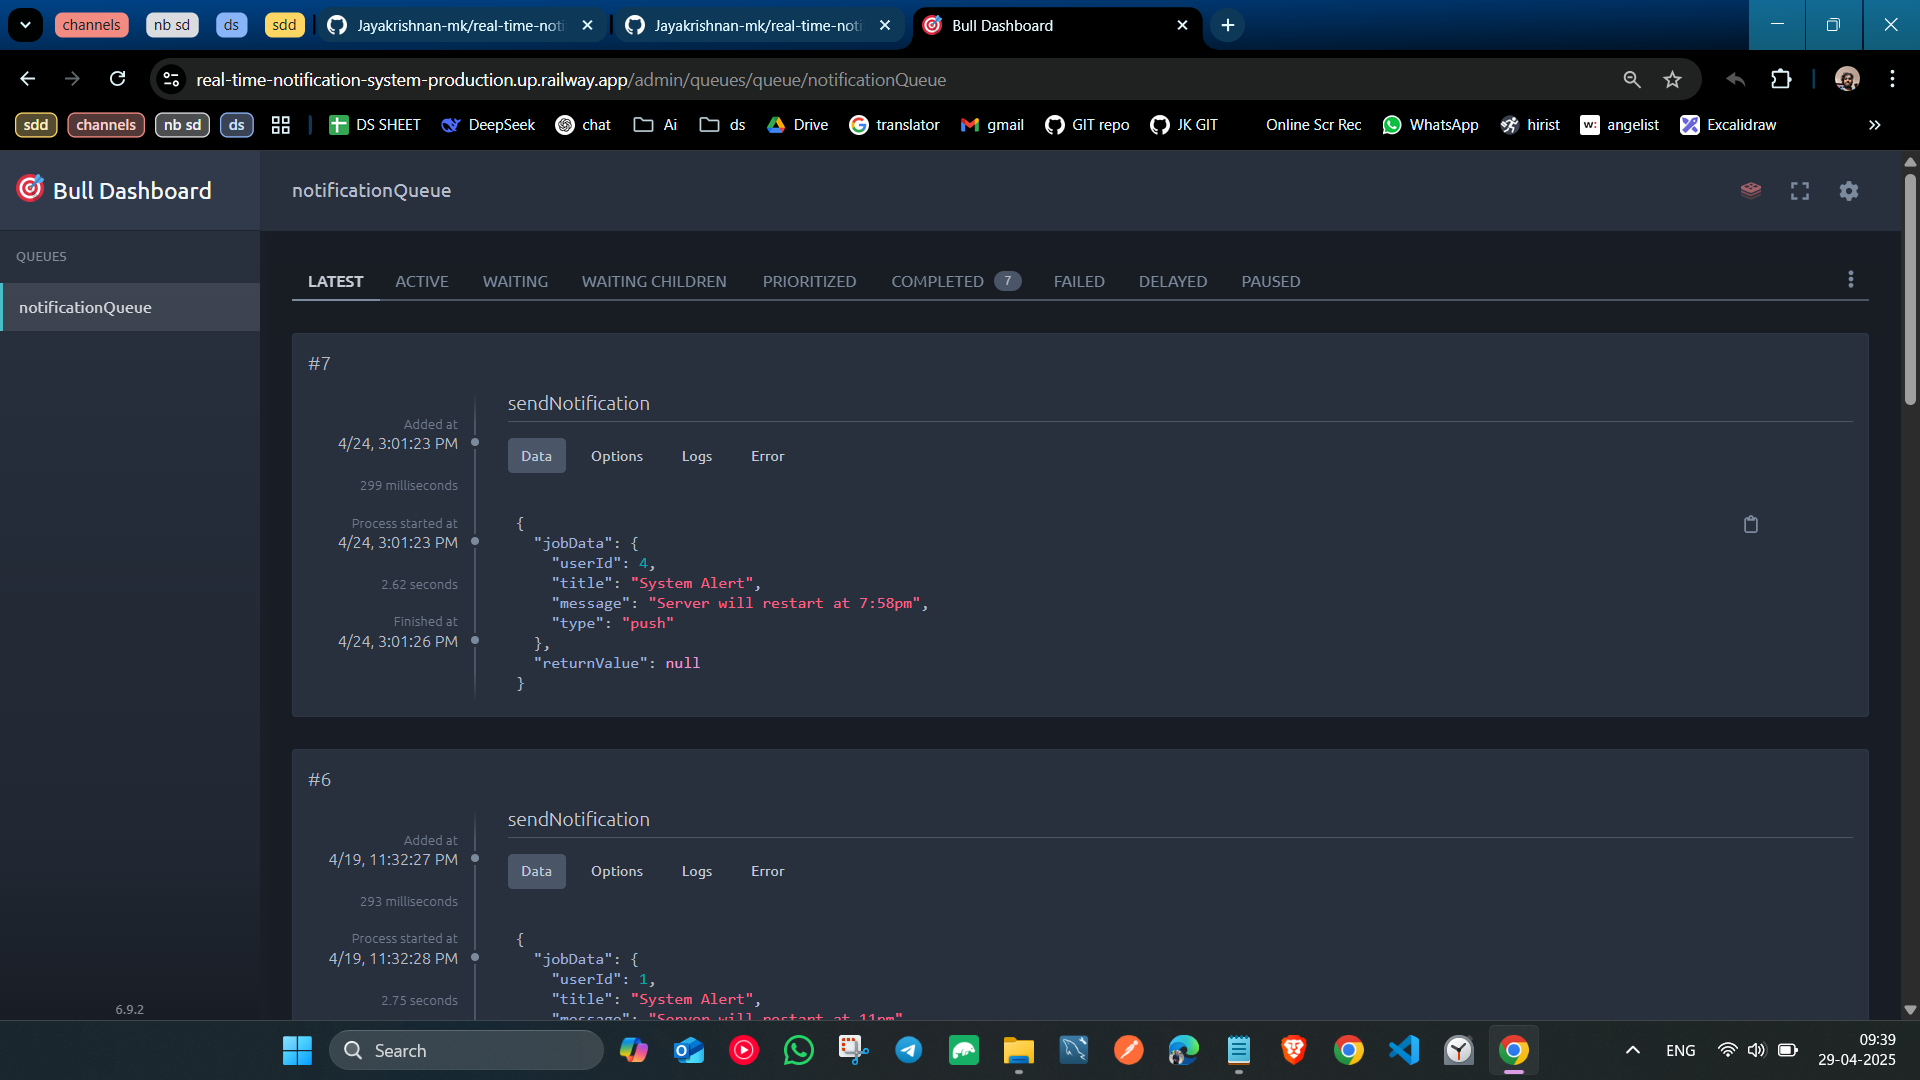 channels
nb sd
ds
sdd
Jayakrishnan-mk/real-time-noti
Jayakrishnan-mk/real-time-noti
Bull Dashboard
real-time-notification-system-production.up.railway.app/admin/queues/queue/notificationQueue
sdd
channels
nb sd
ds
DS SHEET
DeepSeek
chat
Ai
ds
Drive
translator
gmail
GIT repo
JK GIT
Online Scr Rec
WhatsApp
hirist
w:
angelist
Excalidraw
Bull Dashboard
notificationQueue
QUEUES
notificationQueue
LATEST
ACTIVE
WAITING
WAITING CHILDREN
PRIORITIZED
COMPLETED 7
FAILED
DELAYED
PAUSED
#7
sendNotification
Added at
4/24, 3:01:23 PM
299 milliseconds
Process started at
4/24, 3:01:23 PM
2.62 seconds
Finished at
4/24, 3:01:26 PM
Data
Options
Logs
Error
{
"jobData": {
"userId": 4,
"title": "System Alert",
"message": "Server will restart at 7:58pm",
"type": "push"
},
"returnValue": null
}
#6
sendNotification
Added at
4/19, 11:32:27 PM
293 milliseconds
Process started at
4/19, 11:32:28 PM
2.75 seconds
Data
Options
Logs
Error
{
"jobData": {
"userId": 1,
"title": "System Alert",
"message": "Server will restart at 11pm"
6.9.2
Search
ENG
09:39
29-04-2025